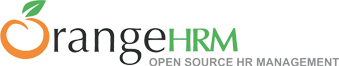 OrangeHRM
OPEN SOURCE HR MANAGEMENT